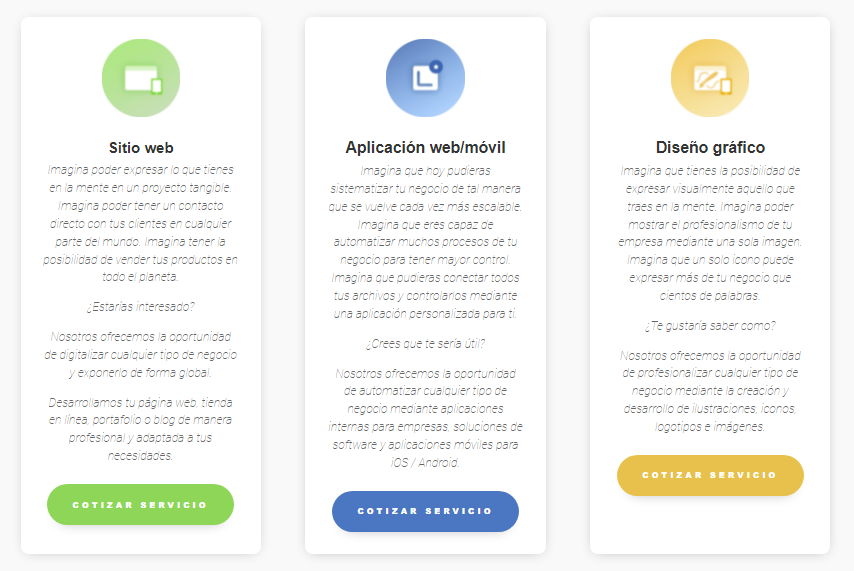 Sitio web
Imagina poder expresar lo que tienes
en la mente en un proyecto tangible.
Imagina poder tener un contacto
directo con tus clientes en cualquier
parte del mundo. Imagina tener la
posibilidad de vender tus productos en
todo el planeta.
¿Estarías interesado?
Nosotros ofrecemos la oportunidad
de digitalizar cualquier tipo de negocio
y exponerlo de forma global.
Desarrollamos tu página web, tienda
en línea, portafolio o blog de manera
profesional y adaptada a tus
necesidades.
COTIZAR SERVICIO
Aplicación web/móvil
Imagina que hoy pudieras
sistematizar tu negocio de tal manera
que se vuelve cada vez más escalable.
Imagina que eres capaz de
automatizar muchos procesos de tu
negocio para tener mayor control.
Imagina que pudieras conectar todos
tus archivos y controlarlos mediante
una aplicación personalizada para ti.
¿Crees que te sería útil?
Nosotros ofrecemos la oportunidad
de automatizar cualquier tipo de
negocio mediante aplicaciones
internas para empresas, soluciones de
software y aplicaciones móviles para
iOS / Android.
COTIZAR SERVICIO
Diseño gráfico
Imagina que tienes la posibilidad de
expresar visualmente aquello que
traes en la mente. Imagina poder
mostrar el profesionalismo de tu
empresa mediante una sola imagen.
Imagina que un solo icono puede
expresar más de tu negocio que
cientos de palabras.
¿Te gustaría saber como?
Nosotros ofrecemos la oportunidad
de profesionalizar cualquier tipo de
negocio mediante la creación y
desarrollo de ilustraciones, iconos,
logotipos e imágenes.
COTIZAR SERVICIO